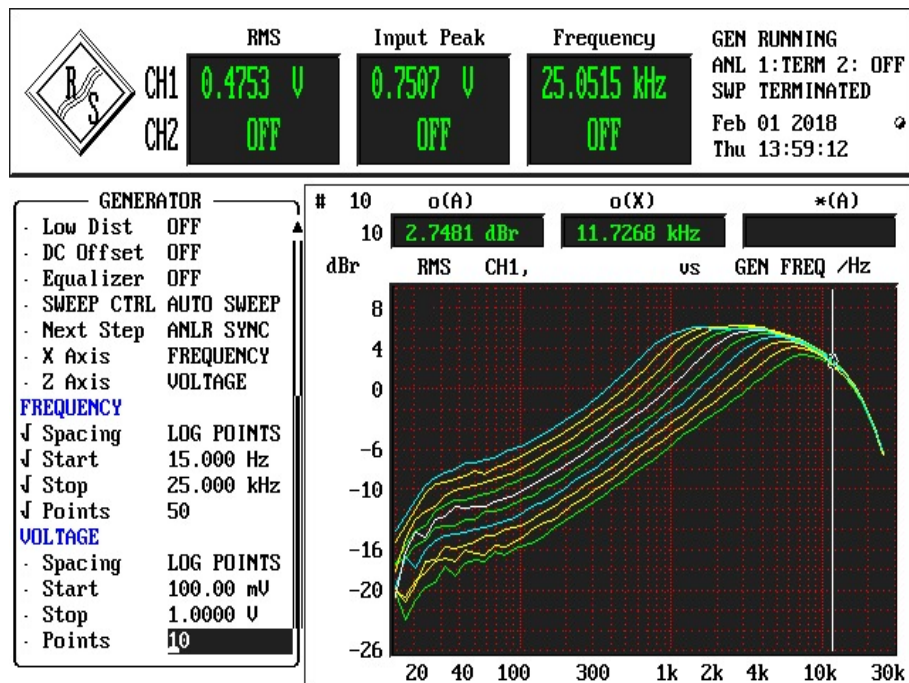 RMS Input Peak Frequency GEN RUNNING
R S CH1 0.4753 V 0.7507 V 25.0515 kHz ANL 1:TERM 2: OFF
SWP TERMINATED
CH2 OFF OFF OFF Feb 01 2018
Thu 13:59:12
GENERATOR
· Low Dist OFF
· DC Offset OFF
· Equalizer OFF
· SWEEP CTRL AUTO SWEEP
· Next Step ANLR SYNC
· X Axis FREQUENCY
· Z Axis VOLTAGE
FREQUENCY
√ Spacing LOG POINTS
√ Start 15.000 Hz
√ Stop 25.000 kHz
√ Points 50
VOLTAGE
· Spacing LOG POINTS
· Start 100.00 mV
· Stop 1.0000 V
· Points 10
# 10 o(A) o(X) *(A)
10 2.7481 dBr 11.7268 kHz
dBr RMS CH1, vs GEN FREQ /Hz
8
4
0
-6
-10
-16
-20
-26
20 40 100 300 1k 2k 4k 10k 30k